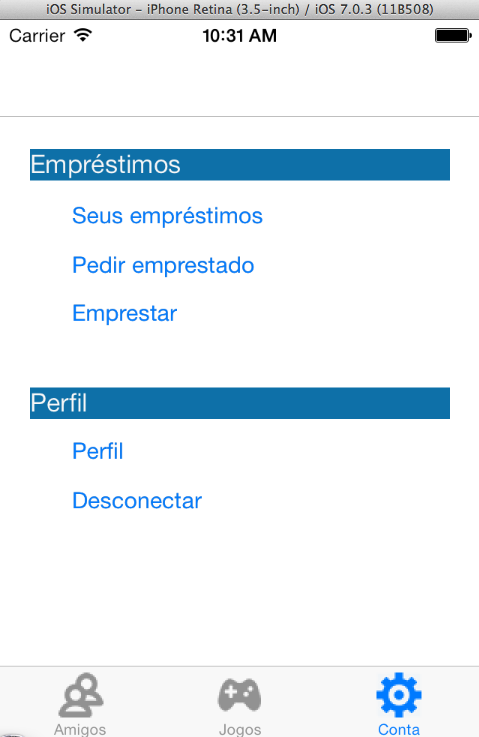 iOS Simulator – iPhone Retina (3.5-inch) / iOS 7.0.3 (11B508)
Carrier 10:31 AM
Empréstimos
Seus empréstimos
Pedir emprestado
Emprestar
Perfil
Perfil
Desconectar
Amigos Jogos Conta